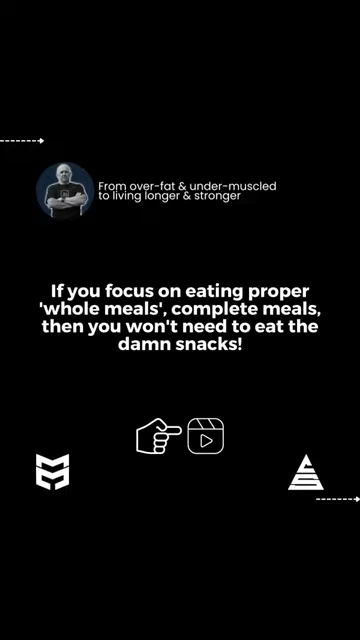 From over-fat & under-muscled
to living longer & stronger
If you focus on eating proper
'whole meals', complete meals,
then you won't need to eat the
damn snacks!